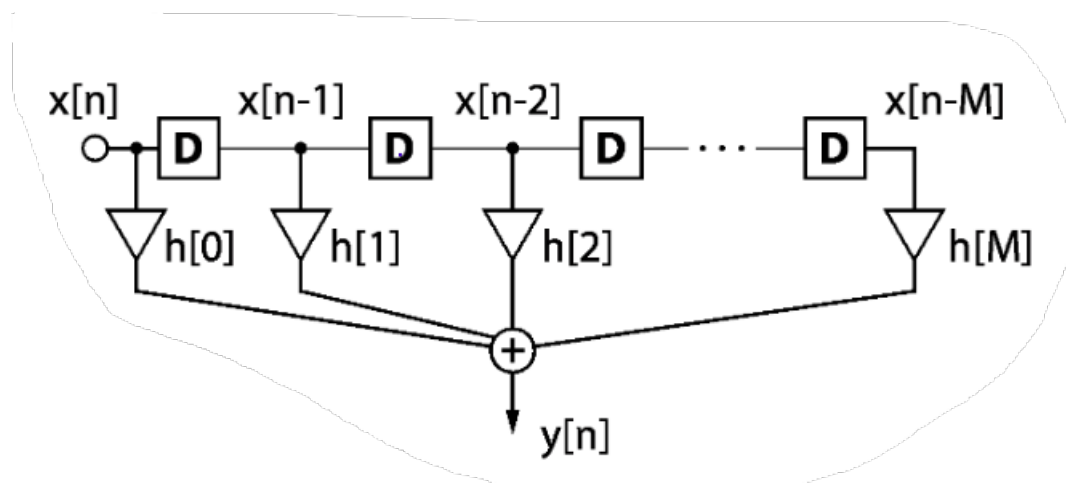 x[n] x[n-1] x[n-2] x[n-M]
D D D ··· D
h[0] h[1] h[2] h[M]
+
y[n]